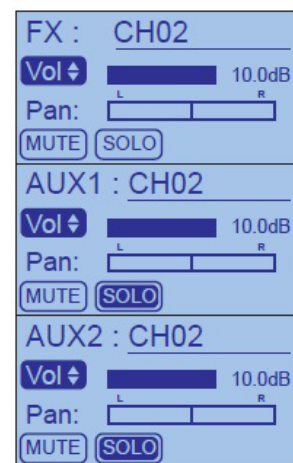 FX : CH02
Vol 10.0dB
L R
Pan:
MUTE SOLO
AUX1 : CH02
Vol 10.0dB
L R
Pan:
MUTE SOLO
AUX2 : CH02
Vol 10.0dB
L R
Pan:
MUTE SOLO